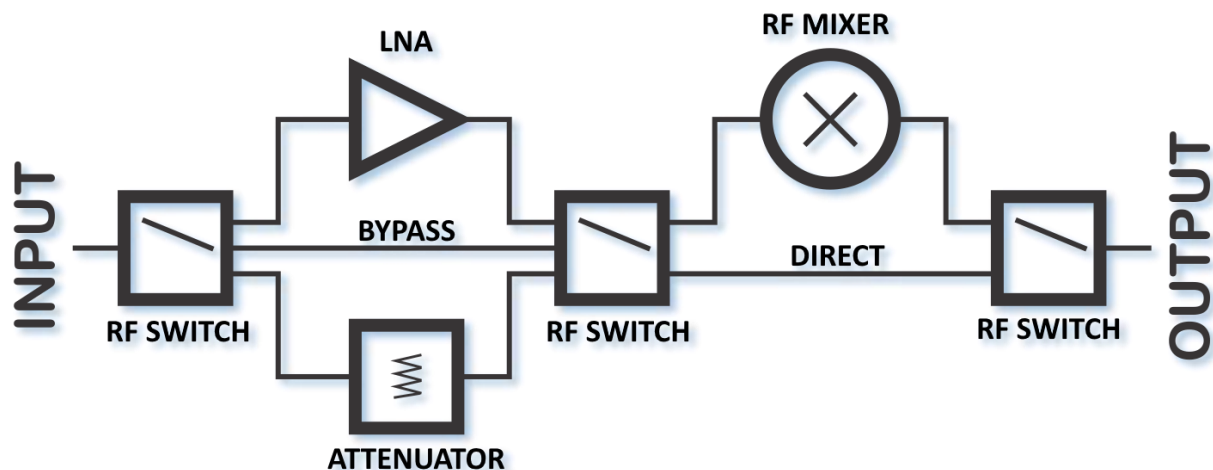 RF MIXER
LNA
INPUT
BYPASS
DIRECT
OUTPUT
RF SWITCH
RF SWITCH
RF SWITCH
ATTENUATOR